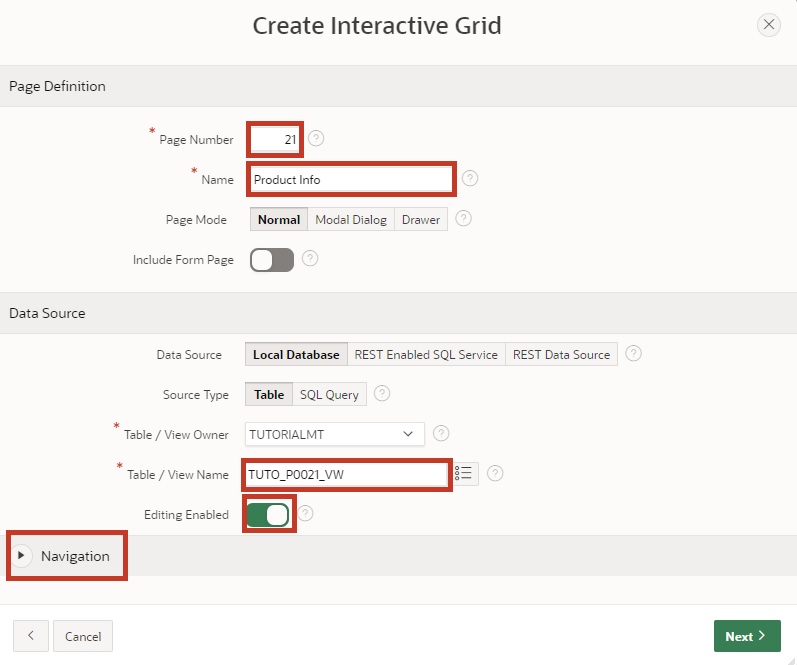 Create Interactive Grid
Page Definition
* Page Number 21 ?
* Name Product Info ?
Page Mode Normal Modal Dialog Drawer ?
Include Form Page ?
Data Source
Data Source Local Database REST Enabled SQL Service REST Data Source ?
Source Type Table SQL Query ?
* Table / View Owner TUTORIALMT ?
* Table / View Name TUTO_P0021_VW ?
Editing Enabled ?
Navigation
Cancel Next